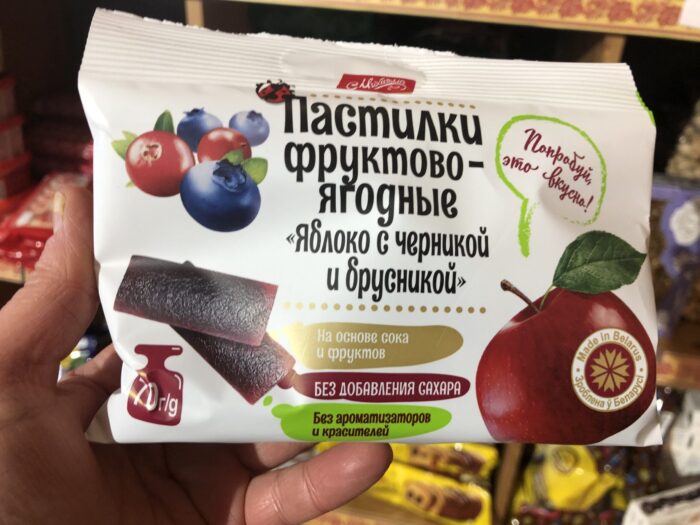 Пастилки
фруктово-
ягодные
«Яблоко с черникой
и брусникой»
Попробуй,
это вкусно!
На основе сока
и фруктов
БЕЗ ДОБАВЛЕНИЯ САХАРА
Без ароматизаторов
и красителей
70г/g
Made in Belarus
Зроблена ў Беларусі